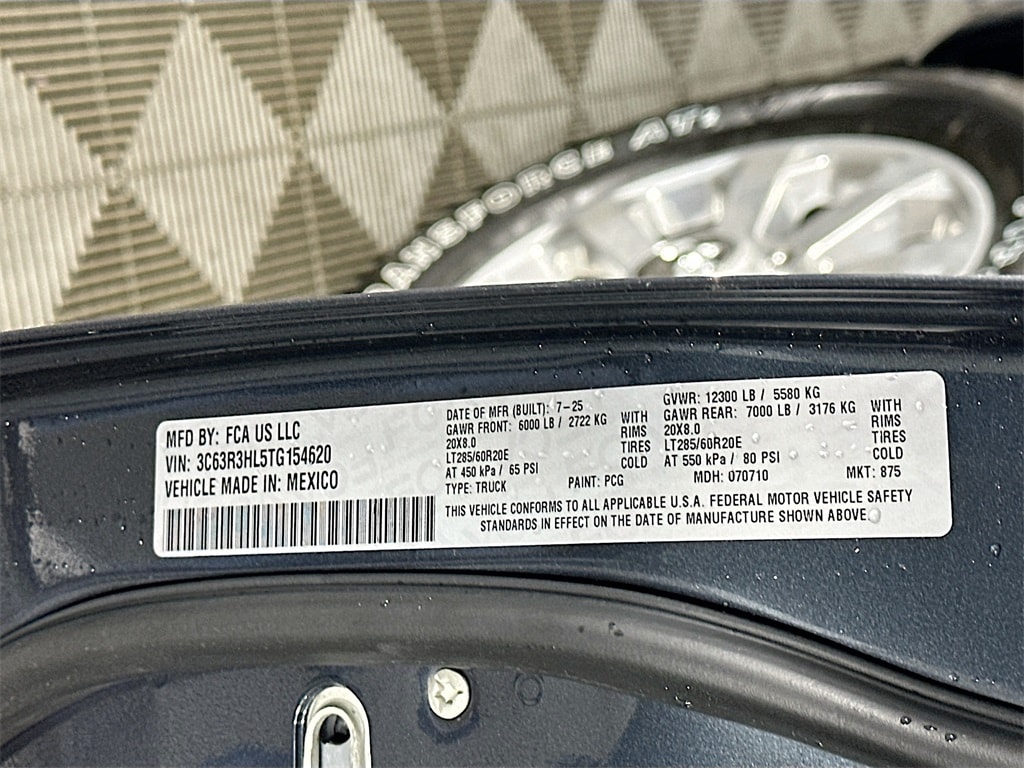 MFD BY: FCA US LLC
VIN: 3C63R3HL5TG154620
VEHICLE MADE IN: MEXICO
DATE OF MFR (BUILT): 7-25
GAWR FRONT: 6000 LB / 2722 KG
20X8.0
LT285/60R20E
AT 450 kPa / 65 PSI
WITH
RIMS
TIRES
COLD
TYPE: TRUCK
PAINT: PCG
GVWR: 12300 LB / 5580 KG
GAWR REAR: 7000 LB / 3176 KG
20X8.0
LT285/60R20E
AT 550 kPa / 80 PSI
WITH
RIMS
TIRES
COLD
MDH: 070710
MKT: 875
THIS VEHICLE CONFORMS TO ALL APPLICABLE U.S.A. FEDERAL MOTOR VEHICLE SAFETY
STANDARDS IN EFFECT ON THE DATE OF MANUFACTURE SHOWN ABOVE
AT